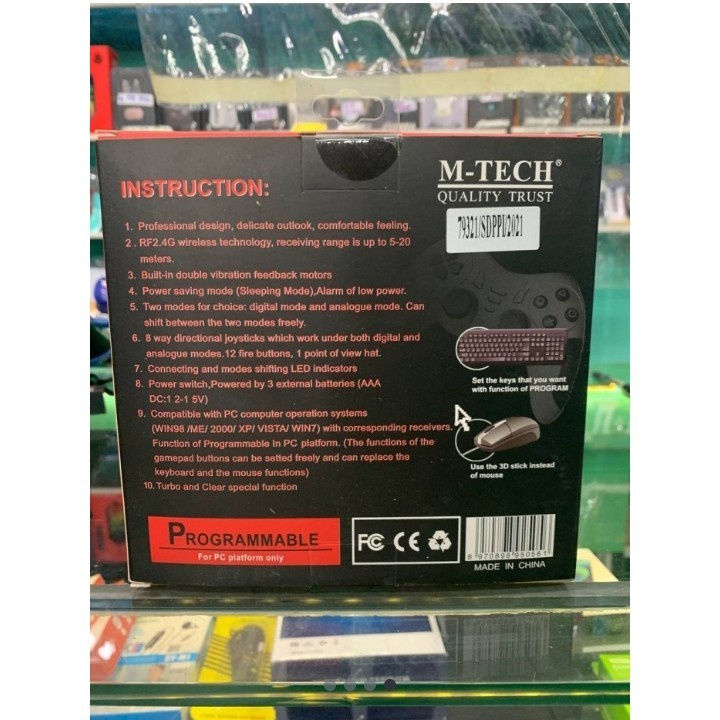 M-TECH®
QUALITY TRUST
79321/SDPPI/2021
INSTRUCTION:
1. Professional design, delicate outlook, comfortable feeling.
2. RF2.4G wireless technology, receiving range is up to 5-20
meters.
3. Built-in double vibration feedback motors
4. Power saving mode (Sleeping Mode),Alarm of low power.
5. Two modes for choice: digital mode and analogue mode. Can
shift between the two modes freely.
6. 8 way directional joysticks which work under both digital and
analogue modes.12 fire buttons, 1 point of view hat.
7. Connecting and modes shifting LED indicators
8. Power switch,Powered by 3 external batteries (AAA
DC:1 2-1 5V)
9. Compatible with PC computer operation systems
(WIN98 /ME/ 2000/ XP/ VISTA/ WIN7) with corresponding receivers.
Function of Programmable In PC platform. (The functions of the
gamepad buttons can be setted freely and can replace the
keyboard and the mouse functions)
10. Turbo and Clear special function
Set the keys that you want
with function of PROGRAM
Use the 3D stick instead
of mouse
PROGRAMMABLE
For PC platform only
FC CE
8 970898 950561
MADE IN CHINA